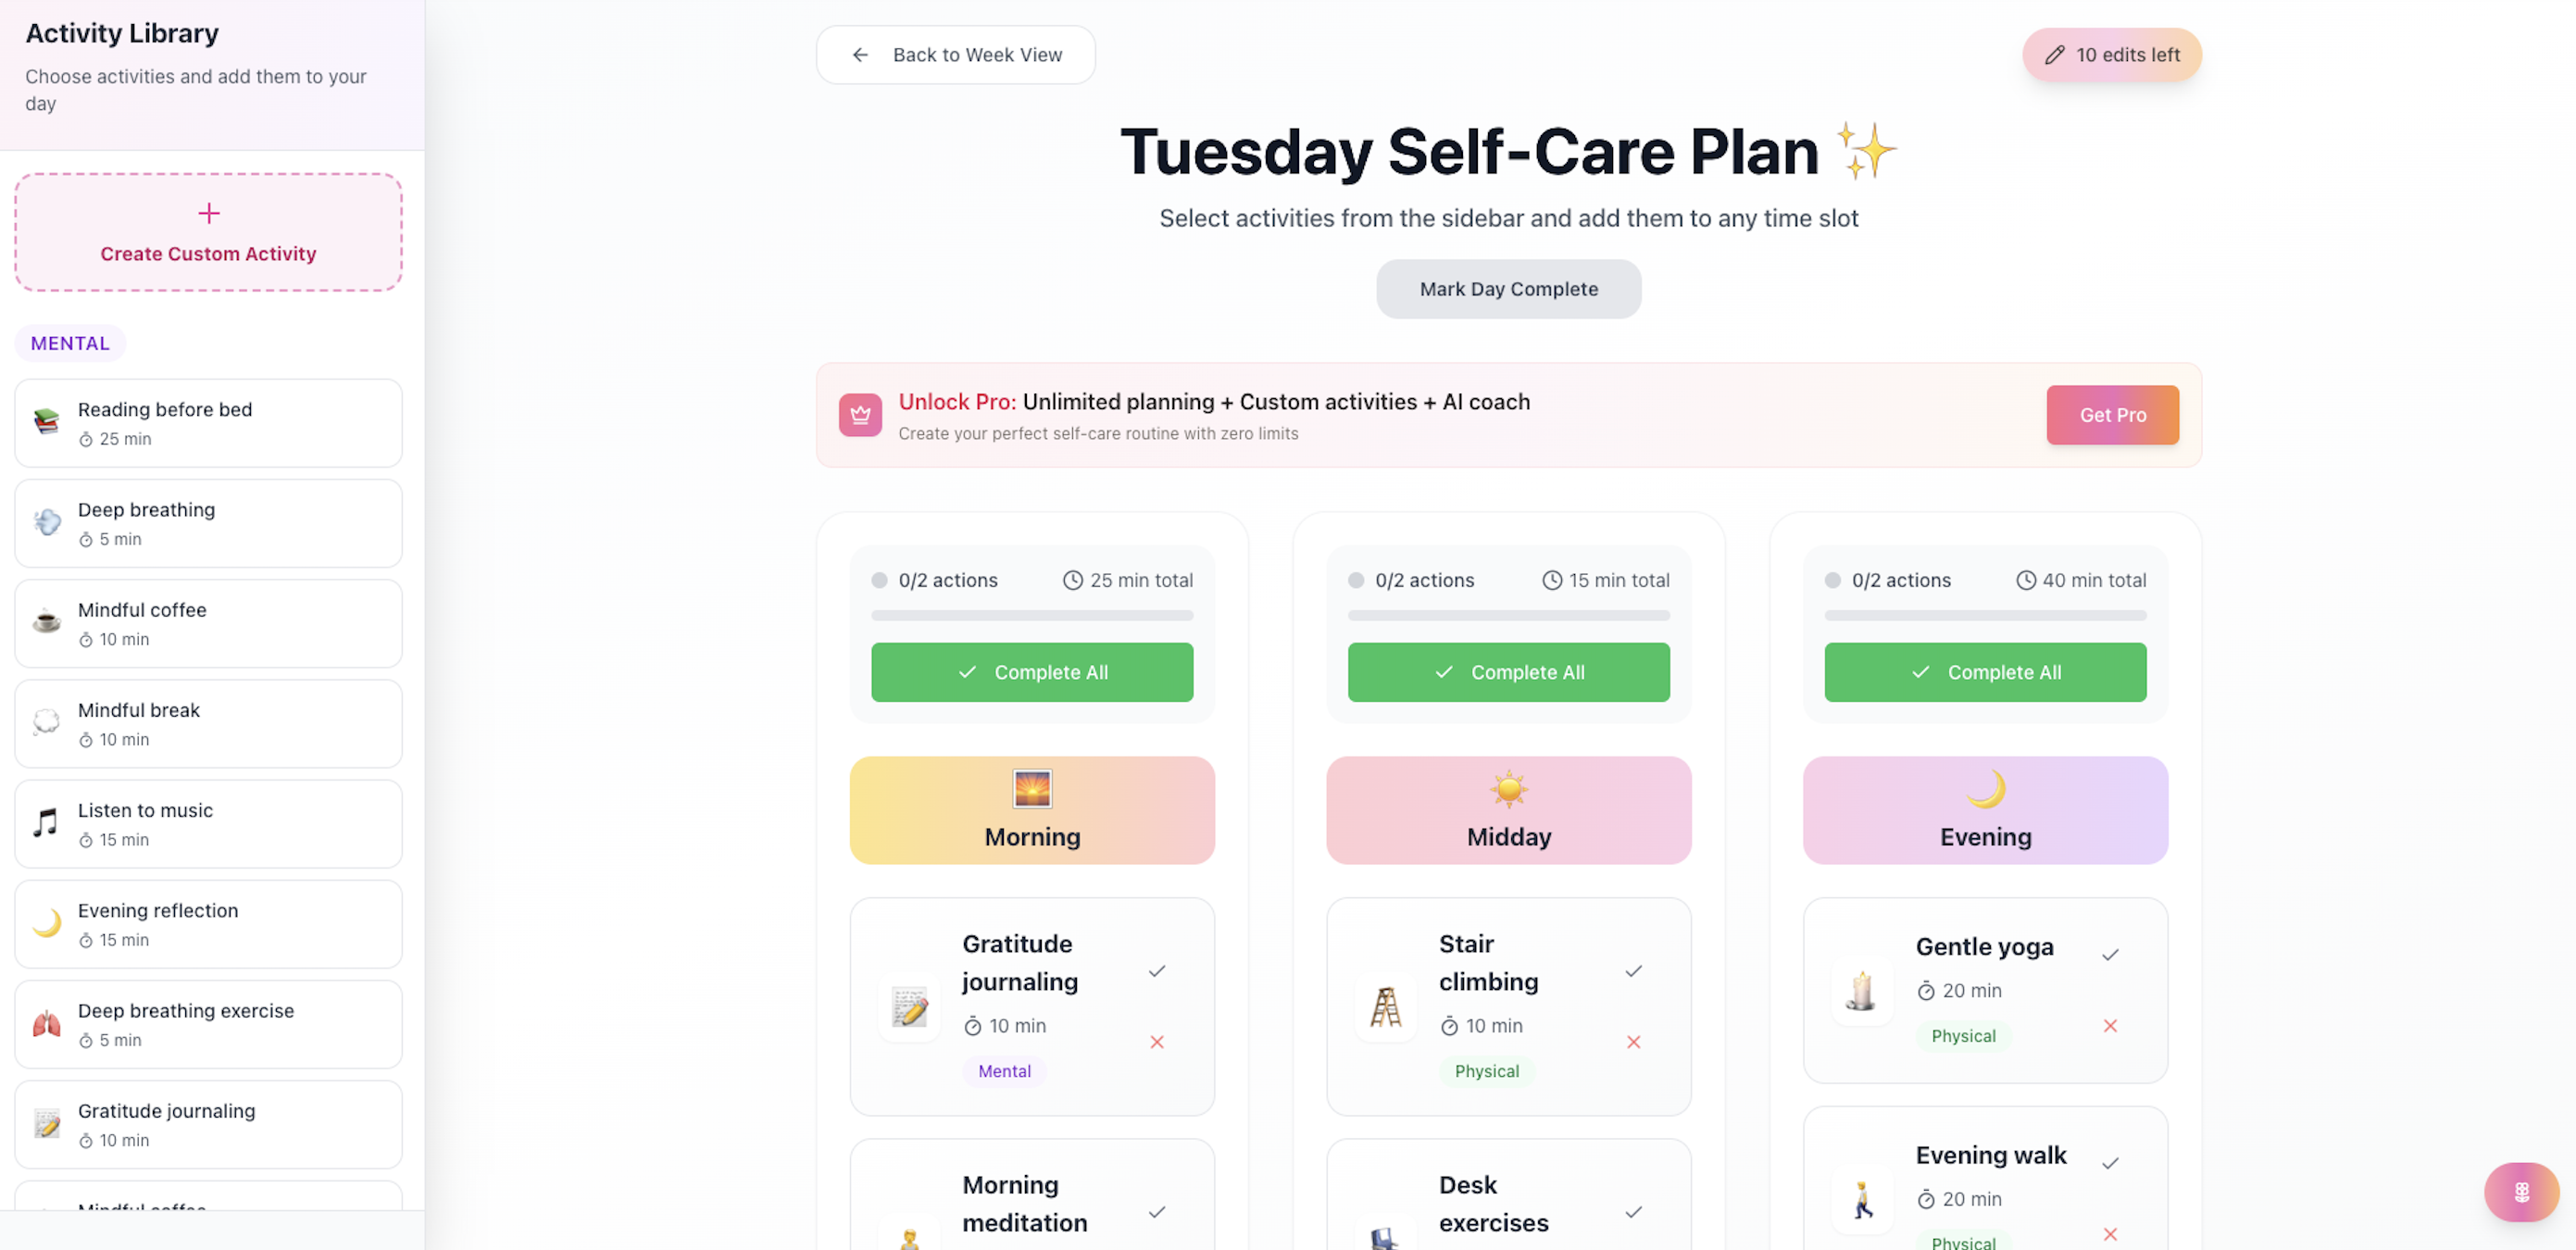 Activity Library
Choose activities and add them to your
day
Create Custom Activity
MENTAL
Reading before bed
25 min
Deep breathing
5 min
Mindful coffee
10 min
Mindful break
10 min
Listen to music
15 min
Evening reflection
15 min
Deep breathing exercise
5 min
Gratitude journaling
10 min
Mindful coffee
Back to Week View
10 edits left
Tuesday Self-Care Plan
Select activities from the sidebar and add them to any time slot
Mark Day Complete
Unlock Pro: Unlimited planning + Custom activities + AI coach
Create your perfect self-care routine with zero limits
Get Pro
0/2 actions
25 min total
Complete All
Morning
Gratitude
journaling
10 min
Mental
Morning
meditation
0/2 actions
15 min total
Complete All
Midday
Stair
climbing
10 min
Physical
Desk
exercises
0/2 actions
40 min total
Complete All
Evening
Gentle yoga
20 min
Physical
Evening walk
20 min
Physical